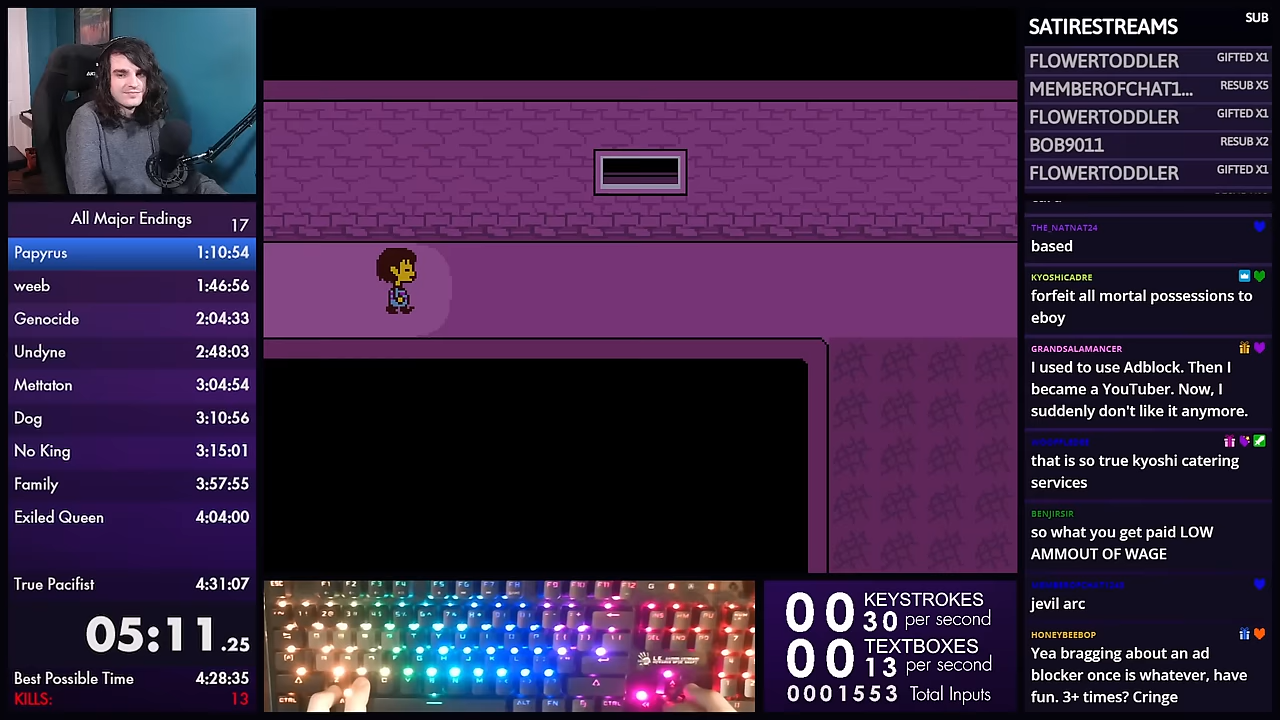 All Major Endings 17
Papyrus 1:10:54
weeb 1:46:56
Genocide 2:04:33
Undyne 2:48:03
Mettaton 3:04:54
Dog 3:10:56
No King 3:15:01
Family 3:57:55
Exiled Queen 4:04:00
True Pacifist 4:31:07
05:11.25
Best Possible Time 4:28:35
KILLS: 13
00 30 KEYSTROKES per second
00 13 TEXTBOXES per second
0001553 Total Inputs
SATIRESTREAMS SUB
FLOWERTODDLER GIFTED X1
MEMBEROFCHAT1... RESUB X5
FLOWERTODDLER GIFTED X1
BOB9011 RESUB X2
FLOWERTODDLER GIFTED X1
THE_NATNAT24
based
KYOSHICADRE
forfeit all mortal possessions to
eboy
GRANDSALAMANCER
I used to use Adblock. Then I
became a YouTuber. Now, I
suddenly don't like it anymore.
that is so true kyoshi catering
services
BENJIRSIR
so what you get paid LOW
AMMOUT OF WAGE
jevil arc
HONEYBEEBOP
Yea bragging about an ad
blocker once is whatever, have
fun. 3+ times? Cringe